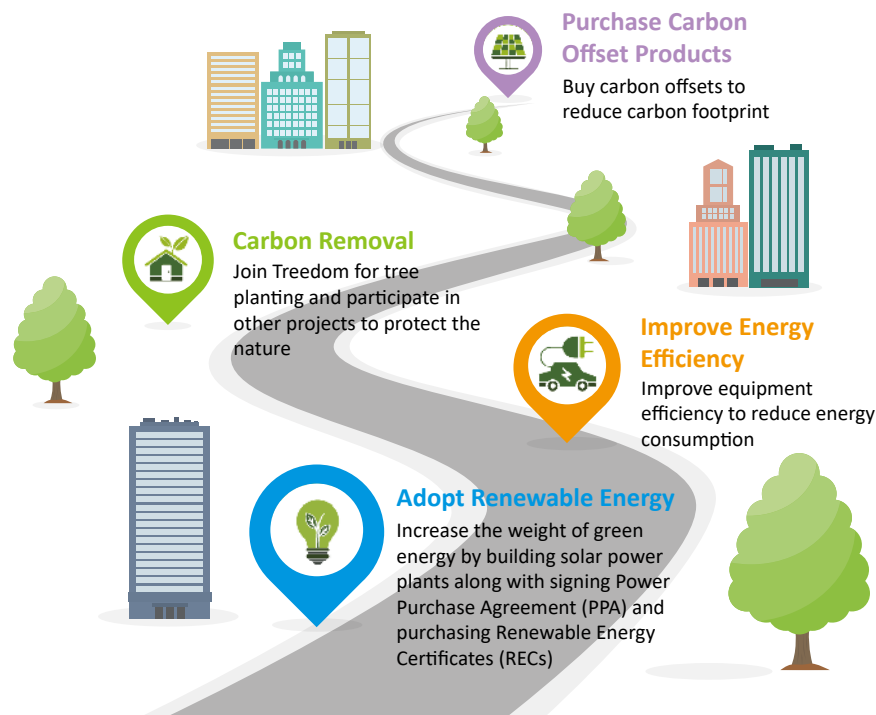 Purchase Carbon
Offset Products
Buy carbon offsets to
reduce carbon footprint
Carbon Removal
Join Treedom for tree
planting and participate in
other projects to protect the
nature
Improve Energy
Efficiency
Improve equipment
efficiency to reduce energy
consumption
Adopt Renewable Energy
Increase the weight of green
energy by building solar power
plants along with signing Power
Purchase Agreement (PPA) and
purchasing Renewable Energy
Certificates (RECs)